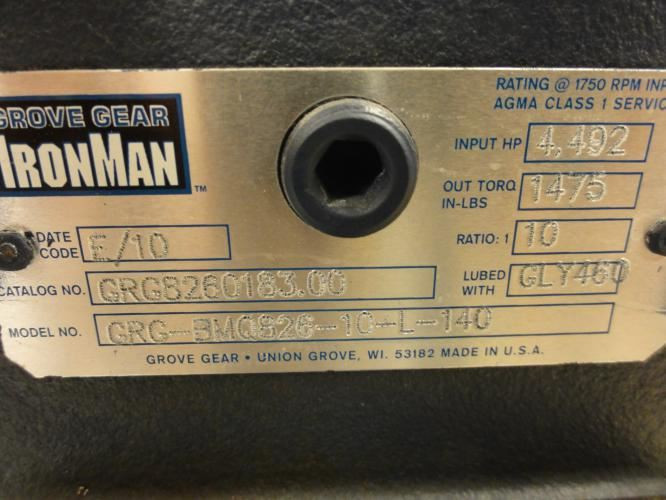 GROVE GEAR
IRONMAN™
RATING @ 1750 RPM INP
AGMA CLASS 1 SERVIC
INPUT HP 4,492
OUT TORQ IN-LBS 1475
RATIO: 1 10
LUBED WITH GLY460
DATE CODE E/10
CATALOG NO. GRG8260183.00
MODEL NO. GRG-BMQ826-10-L-140
GROVE GEAR • UNION GROVE, WI. 53182 MADE IN U.S.A.